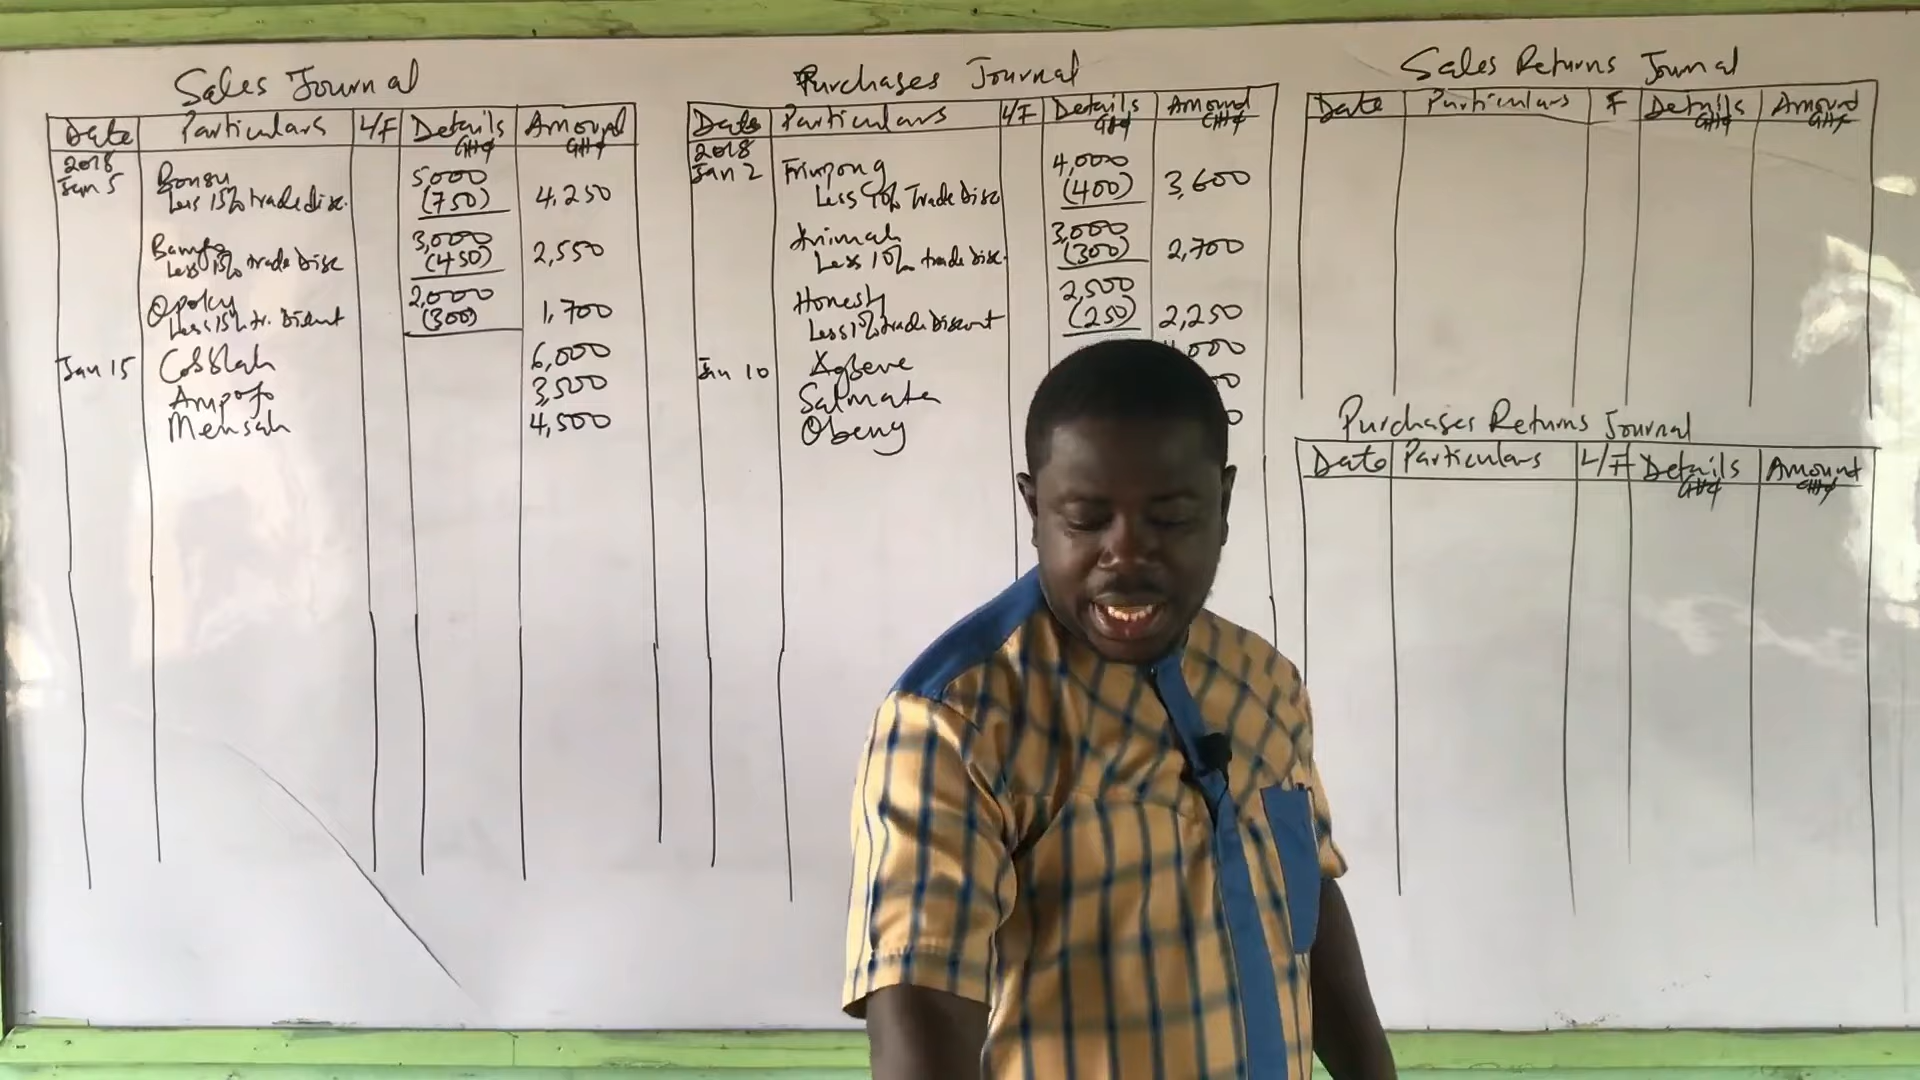 Sales Journal
Date Particulars L/F Details Amount
GH¢ GH¢
2018
Jan 5 Bonsu 5000
Less 15% trade disc. (750) 4,250
3,000
Less 15% trade Disc (450) 2,550
Opoku 2,000
Less 15% tr. Discnt (300) 1,700
Jan 15 6,000
Ampofo 3,500
Mensah 4,500
Purchases Journal
Date Particulars L/F Details Amount
GH¢ GH¢
2018
Jan 2 Frimpong 4,000
Less 10% Trade Disc (400) 3,600
Animah 3,000
Less 10% trade Disc. (300) 2,700
Honesty 2,500
Less 10% trade Discount (250) 2,250
Jan 10 Agbeve
Salmata
Obeng
Sales Returns Journal
Date Particulars F Details Amount
GH¢ GH¢
Purchases Returns Journal
Date Particulars L/F Details Amount
GH¢ GH¢